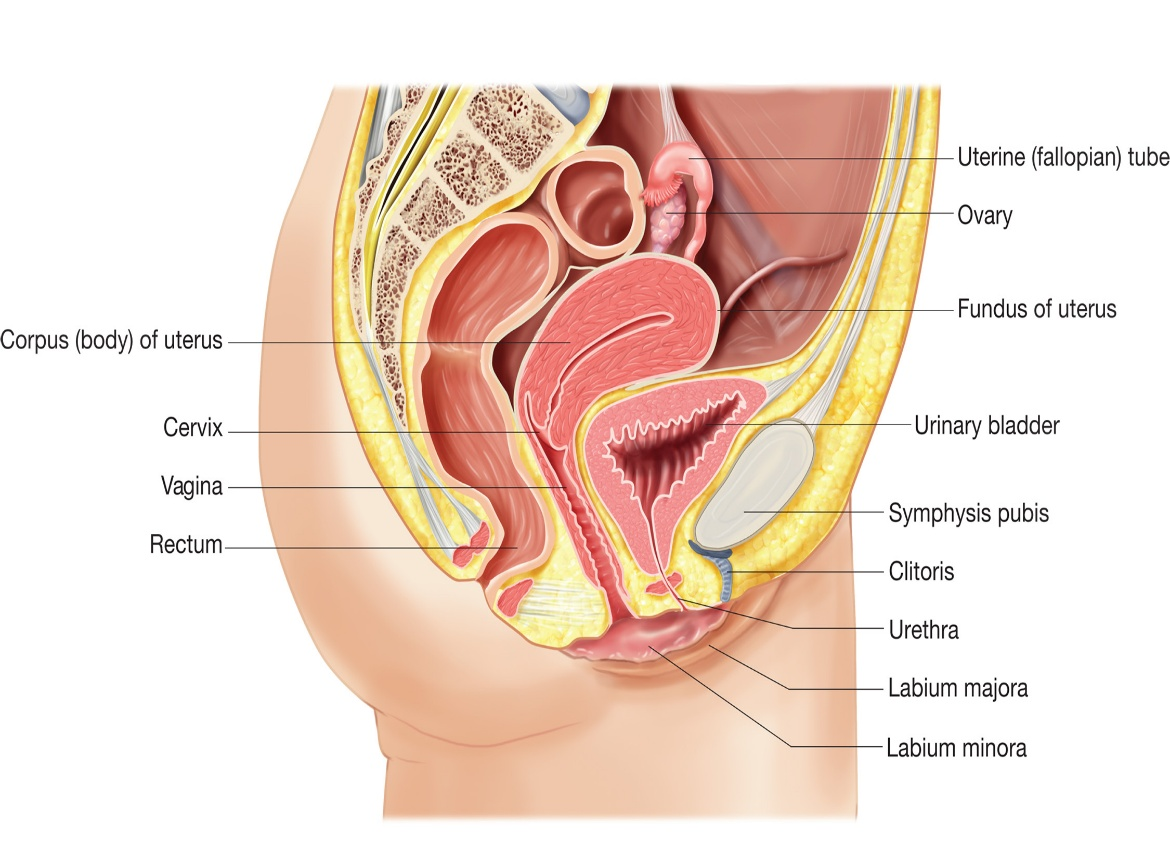 Uterine (fallopian) tube
Ovary
Fundus of uterus
Corpus (body) of uterus
Cervix
Urinary bladder
Vagina
Symphysis pubis
Rectum
Clitoris
Urethra
Labium majora
Labium minora